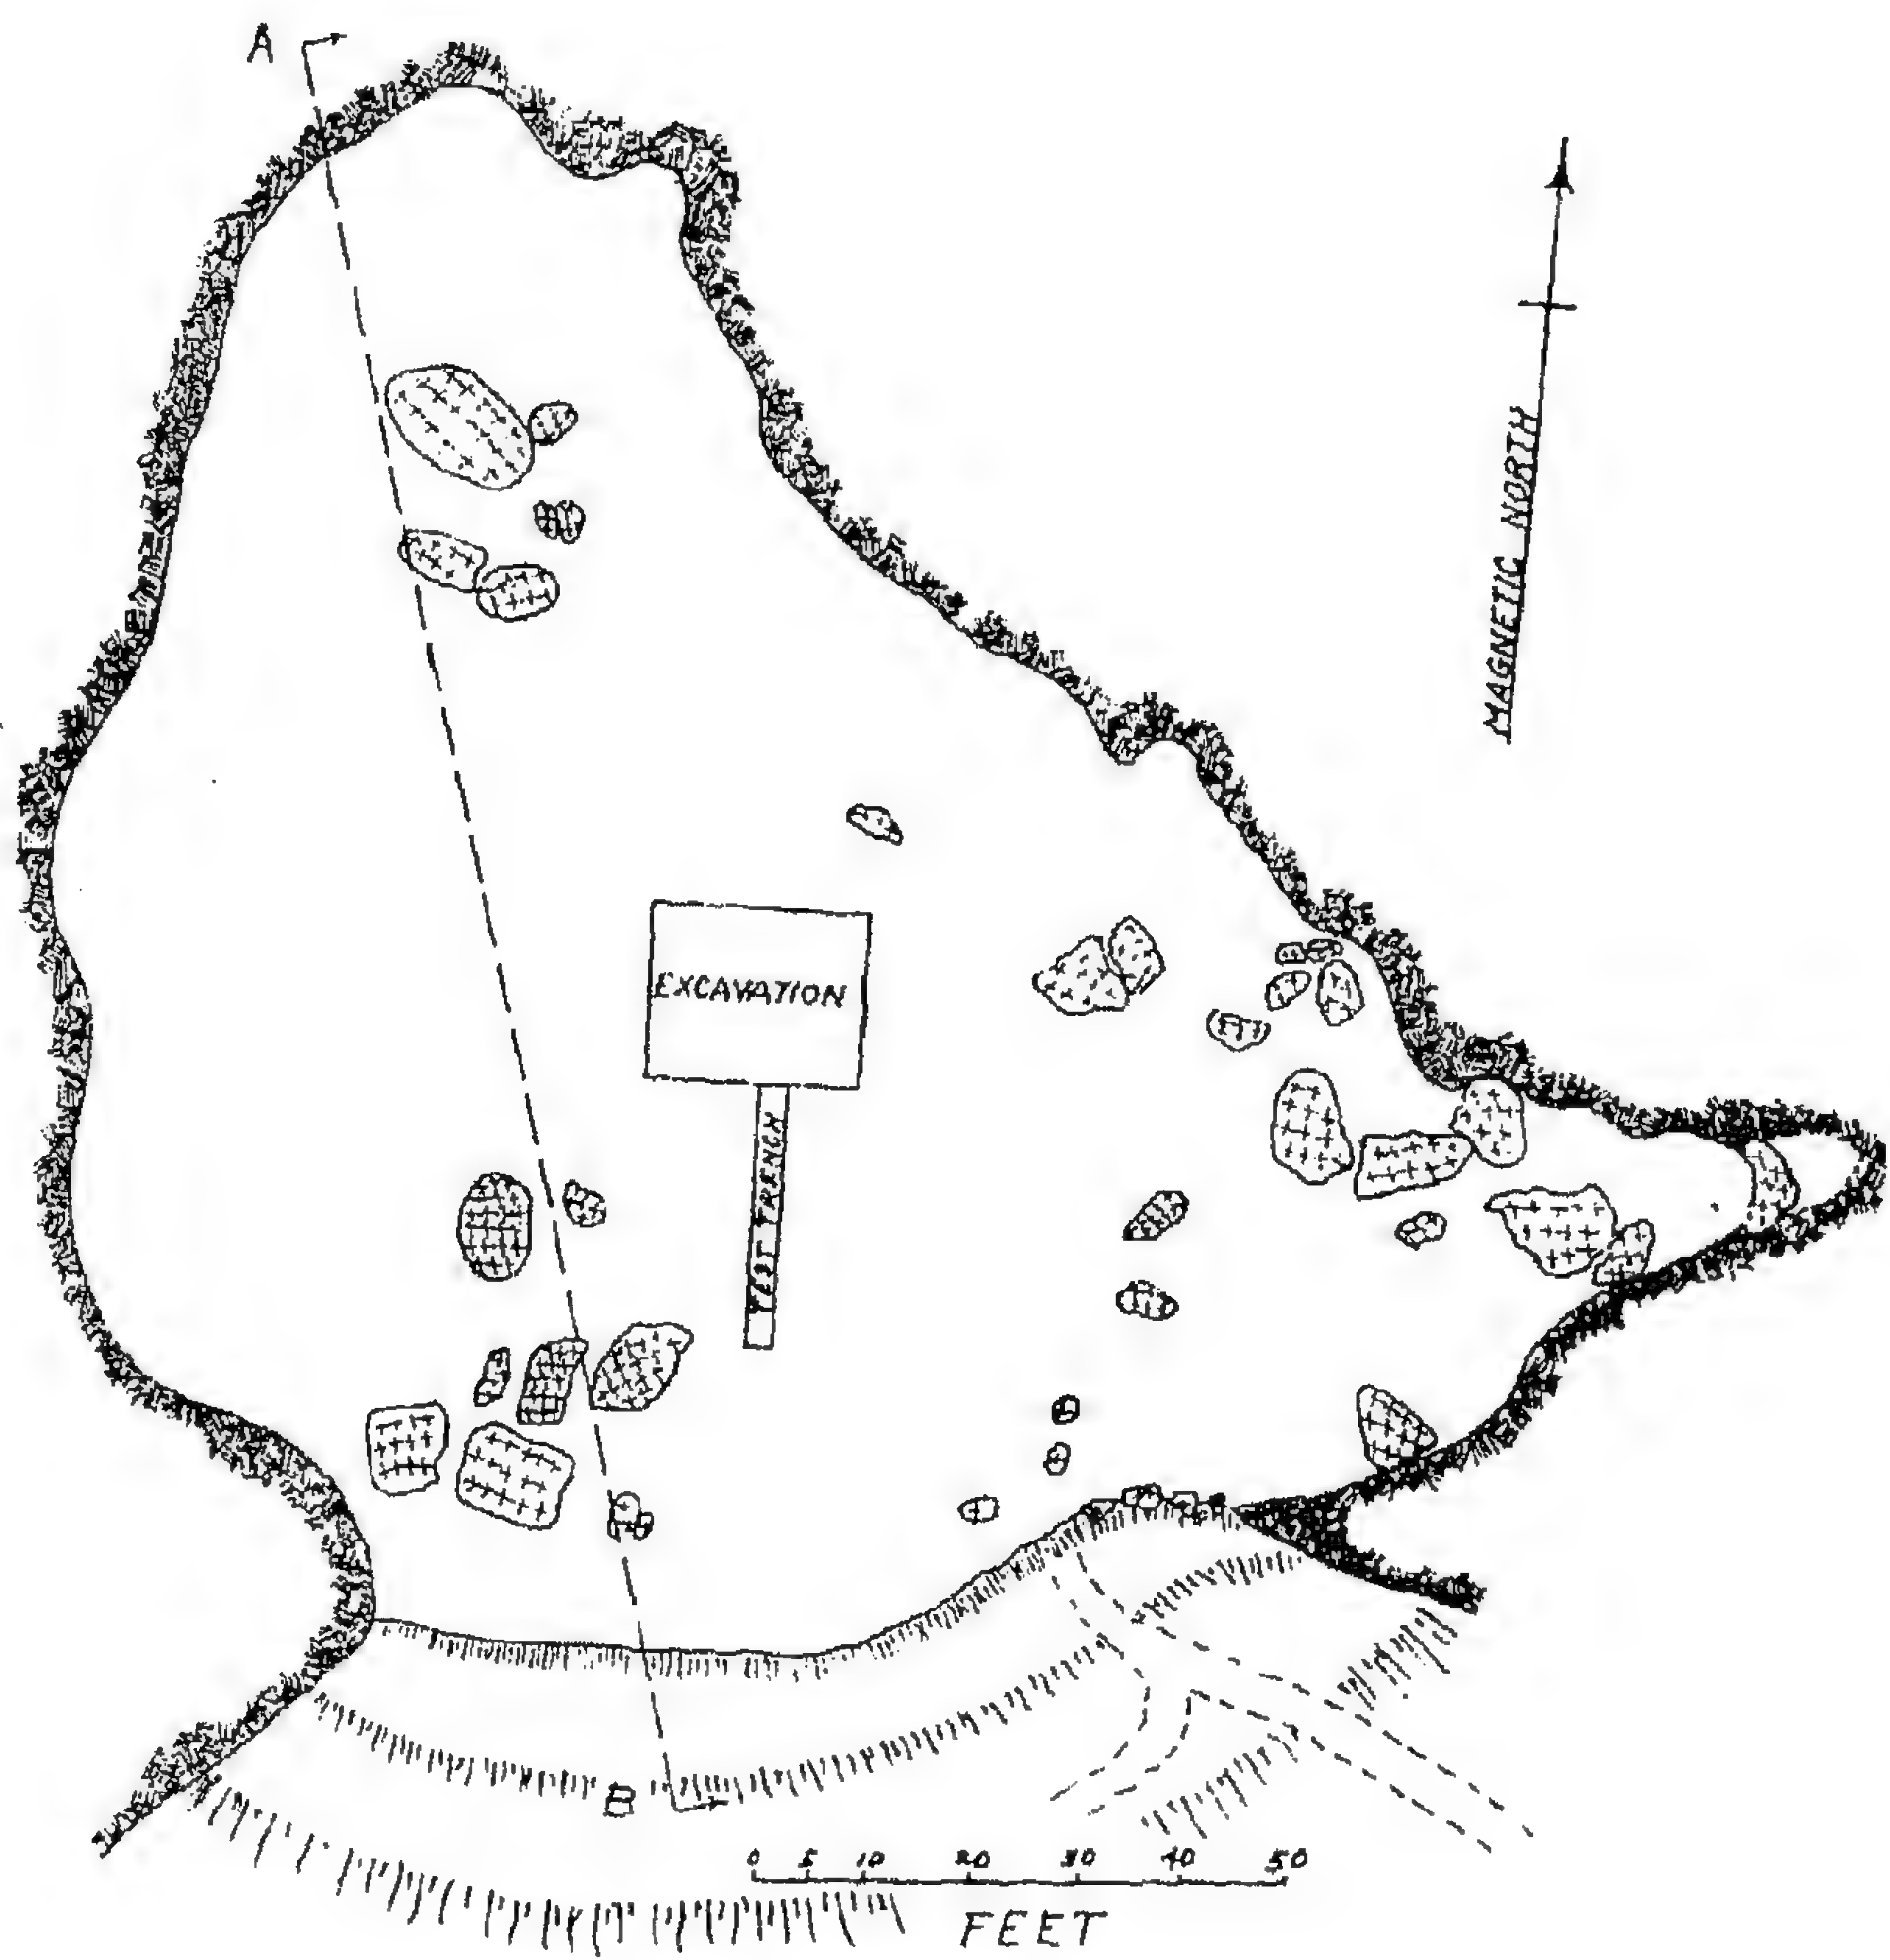 A
MAGNETIC NORTH
EXCAVATION
TEST TRENCH
B
0 5 10 20 30 40 50
FEET